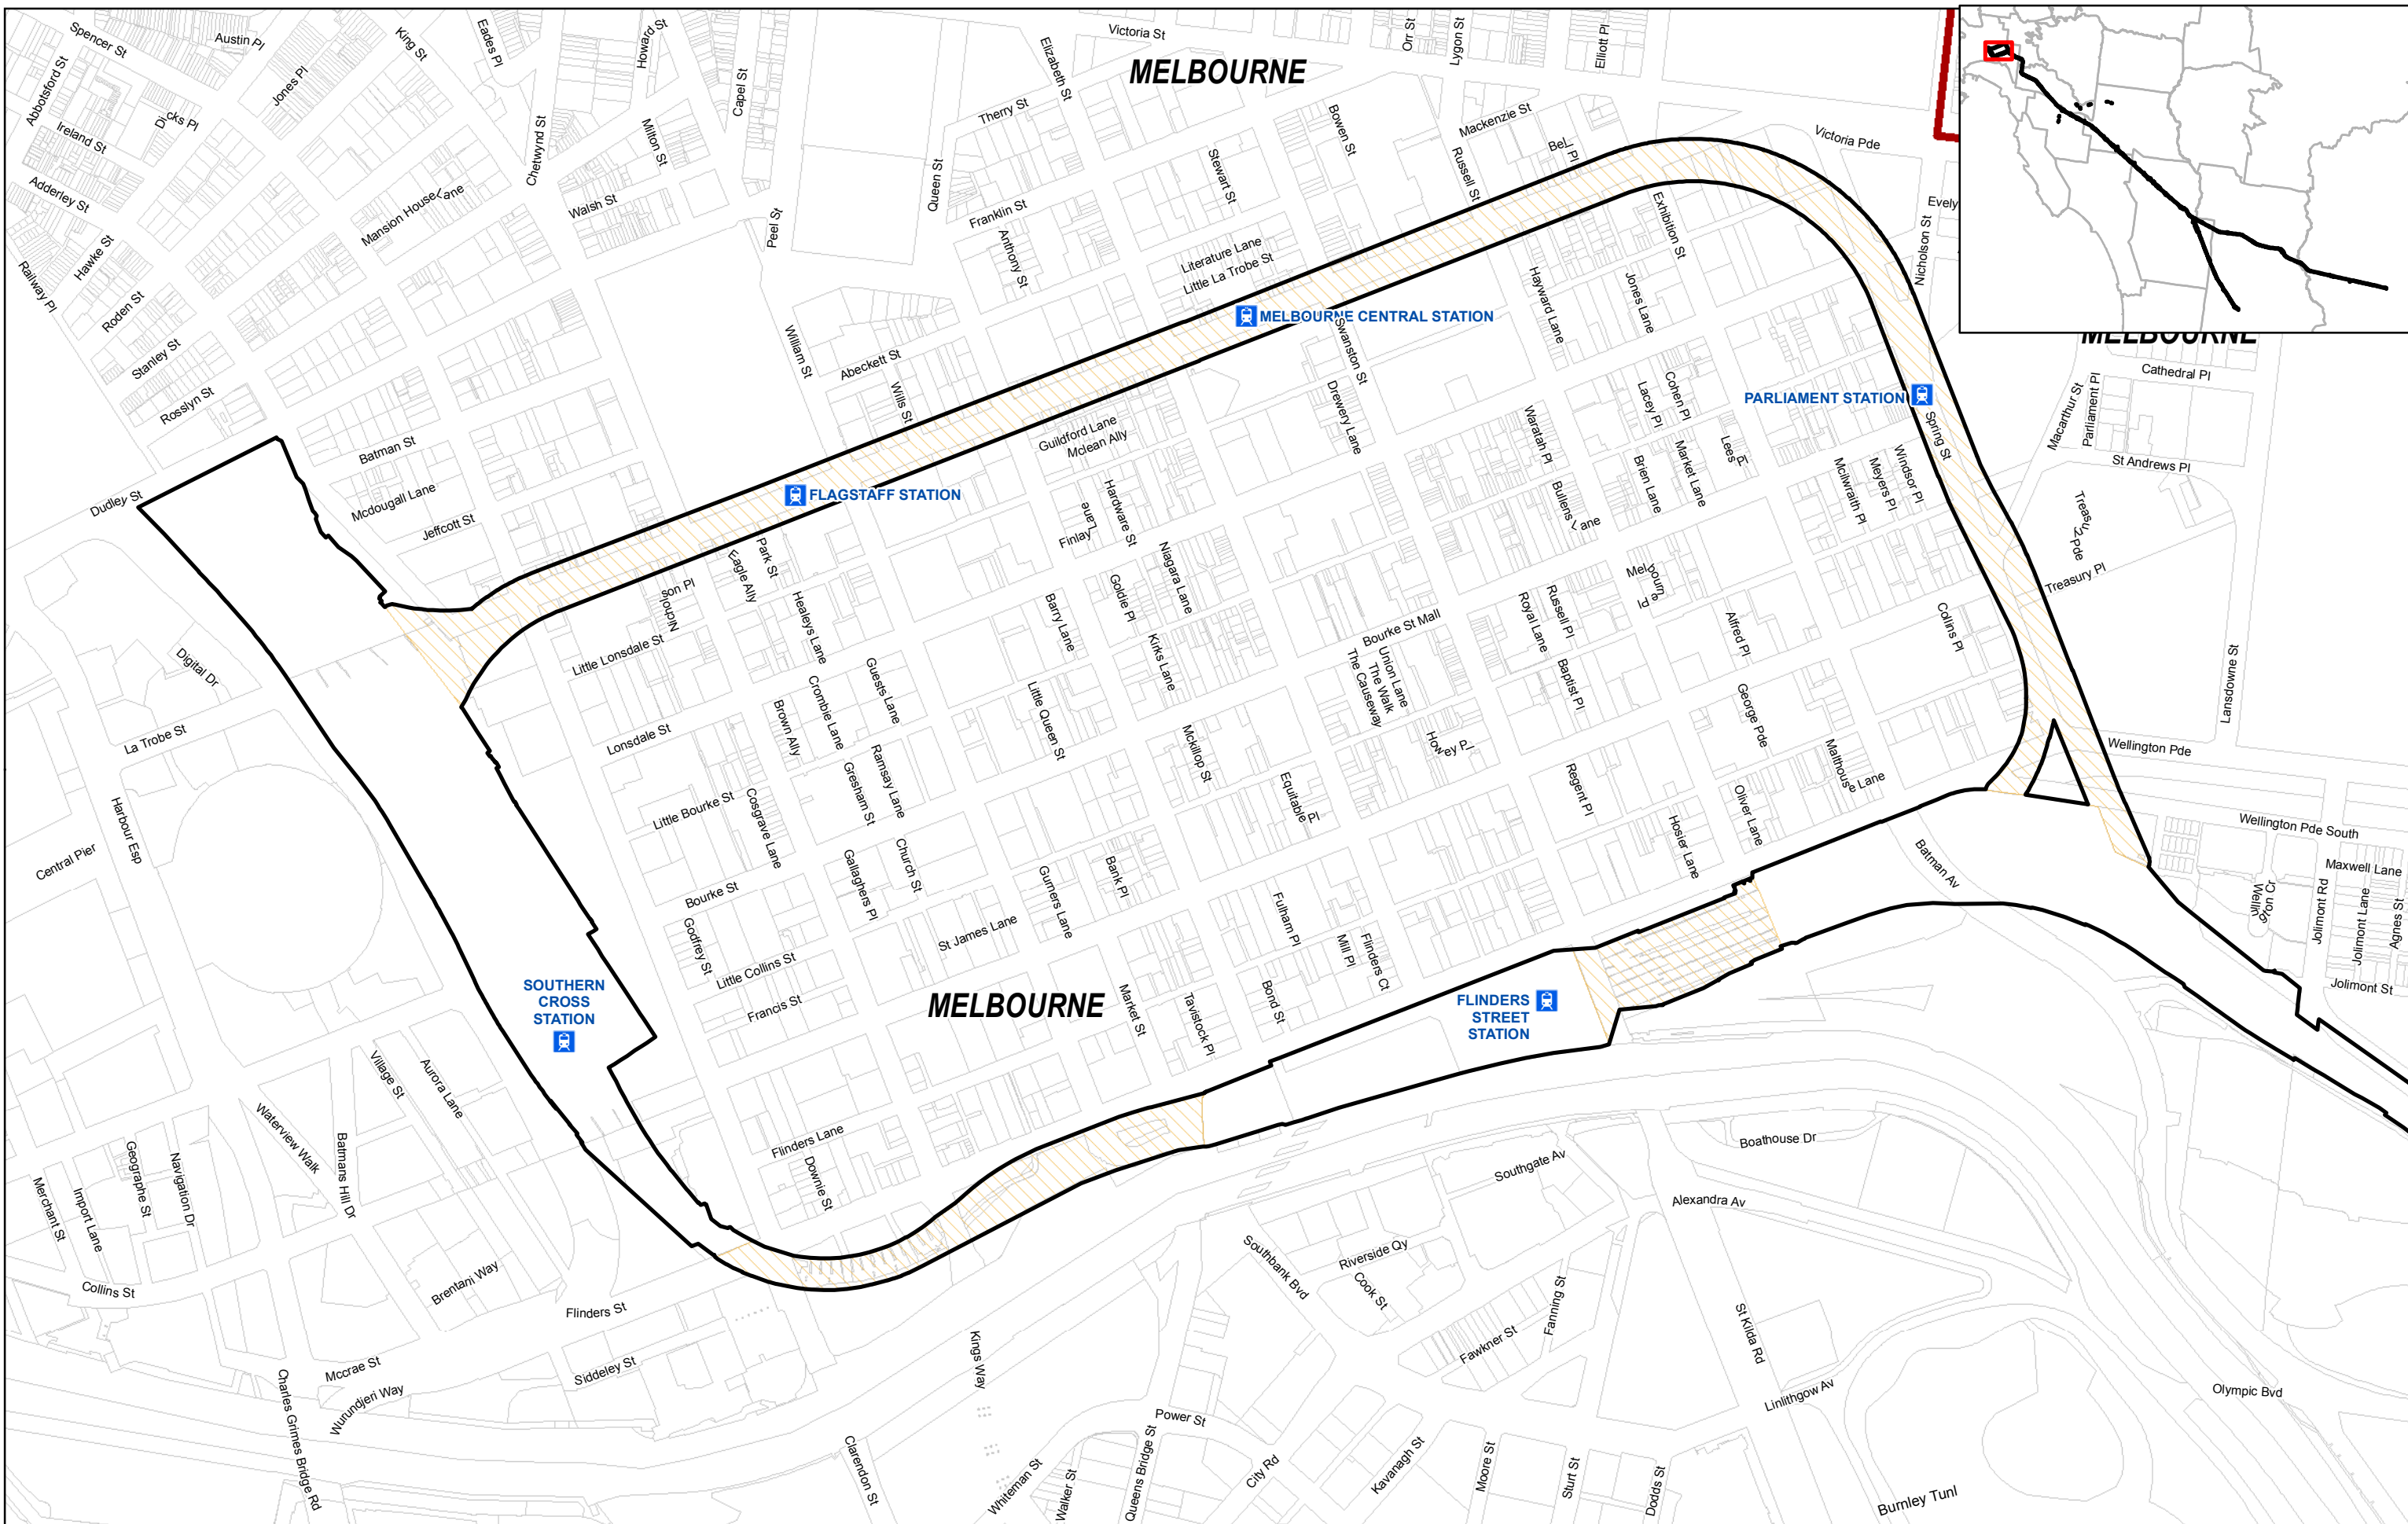 Spencer St
Austin Pl
King St
Eades Pl
Howard St
Victoria St
Orr St
Lygon St
Elliott Pl
MELBOURNE
Abbotsford St
Jones Pl
Dicks Pl
Capel St
Elizabeth St
Therry St
Bowen St
Mackenzie St
Bell Pl
Victoria Pde
Ireland St
Chetwynd St
Milton St
Queen St
Stewart St
Russell St
Adderley St
Mansion House Lane
Walsh St
Peel St
Franklin St
Anthony St
Exhibition St
Nicholson St
Evely
Hawke St
Railway Pl
Roden St
Literature Lane
Little La Trobe St
Hayward Lane
Jones Lane
MELBOURNE CENTRAL STATION
Swanston St
William St
Stanley St
Abeckett St
Wills St
MELBOURNE
Cathedral Pl
Rosslyn St
Drewery Lane
Lacey Pl
Cohen Pl
PARLIAMENT STATION
Spring St
Macarthur St
Parliament Pl
Batman St
Guildford Lane
Mclean Ally
Waratah Pl
Lees Pl
Market Lane
Brien Lane
Mcilwraith Pl
Meyers Pl
Windsor Pl
St Andrews Pl
Dudley St
Mcdougall Lane
FLAGSTAFF STATION
Hardware St
Finlay Lane
Bullens Lane
Jeffcott St
Treasury Pde
Treasury Pl
Park St
Eagle Ally
Nicholson Pl
Healeys Lane
Niagara Lane
Goldie Pl
Barry Lane
Melbourne Pl
Royal Lane
Russell Pl
Alfred Pl
Collins Pl
Bourke St Mall
Little Lonsdale St
Kirks Lane
Union Lane
The Walk
The Causeway
Baptist Pl
Digital Dr
Guests Lane
Crombie Lane
Brown Ally
Little Queen St
George Pde
Lansdowne St
La Trobe St
Lonsdale St
Mckillop St
Howey Pl
Malthouse Lane
Wellington Pde
Ramsay Lane
Gresham St
Equitable Pl
Regent Pl
Oliver Lane
Little Bourke St
Cosgrave Lane
Harbour Esp
Central Pier
Hosier Lane
Wellington Pde South
Batman Av
Maxwell Lane
Church St
Gallaghers Pl
Gurners Lane
Bank Pl
Bourke St
Fulham Pl
Wellington Cr
Jolimont Rd
Jolimont Lane
Agnes St
Godfrey St
St James Lane
Mill Pl
Flinders Ct
Little Collins St
Francis St
Jolimont St
SOUTHERN
CROSS
STATION
MELBOURNE
Market St
Tavistock Pl
Bond St
FLINDERS
STREET
STATION
Village St
Aurora Lane
Waterview Walk
Batmans Hill Dr
Flinders Lane
Downie St
Boathouse Dr
Southgate Av
Alexandra Av
Merchant St
Import Lane
Geographe St
Navigation Dr
Collins St
Brentani Way
Flinders St
Southbank Bvd
Riverside Qy
Cook St
Fanning St
Fawkner St
St Kilda Rd
Mccrae St
Wurundjeri Way
Siddeley St
Kings Way
Linlithgow Av
Olympic Bvd
Charles Grimes Bridge Rd
Clarendon St
Whiteman St
Walker St
Queens Bridge St
Power St
City Rd
Kavanagh St
Moore St
Sturt St
Dodds St
Burnley Tunl